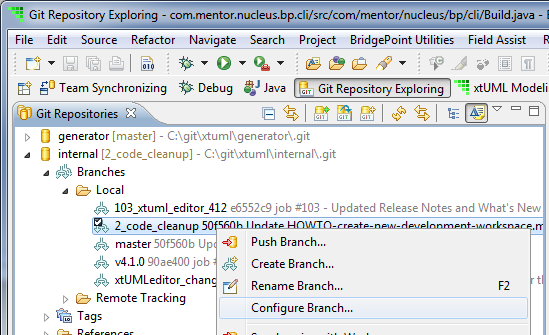 Git Repository Exploring - com.mentor.nucleus.bp.cli/src/com/mentor/nucleus/bp/cli/Build.java -
File Edit Source Refactor Navigate Search Project BridgePoint Utilities Field Assist
Team Synchronizing Debug Java Git Repository Exploring xtUML Modeli
Git Repositories
generator [master] - C:\git\xtuml\generator\.git
internal [2_code_cleanup] - C:\git\xtuml\internal\.git
Branches
Local
103_xtuml_editor_412 e6552c9 job #103 - Updated Release Notes and What's New
2_code_cleanup 50f560b Update HOWTO-create-new-development-workspace.m
master 50f560b Upd
Push Branch...
v4.1.0 90ae400 job
Create Branch...
xtUMLeditor_chang
Rename Branch... F2
Remote Tracking
Configure Branch...
Tags
References